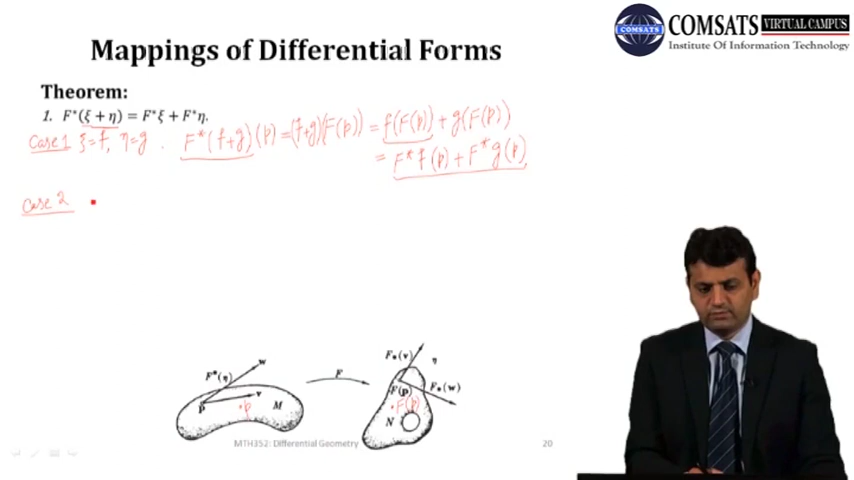 COMSATS VIRTUAL CAMPUS
Institute Of Information Technology
Mappings of Differential Forms
Theorem:
1. F*(ξ + η) = F*ξ + F*η.
Case 1 ξ=f, η=g. F*(f+g)(p) = (f+g)(F(p)) = f(F(p)) + g(F(p))
= F*f(p) + F*g(p)
Case 2
F*(η) w
v
P .p M
F
F*(v) η
F*(w)
F(p)
.F(p)
N
MTH352: Differential Geometry 20